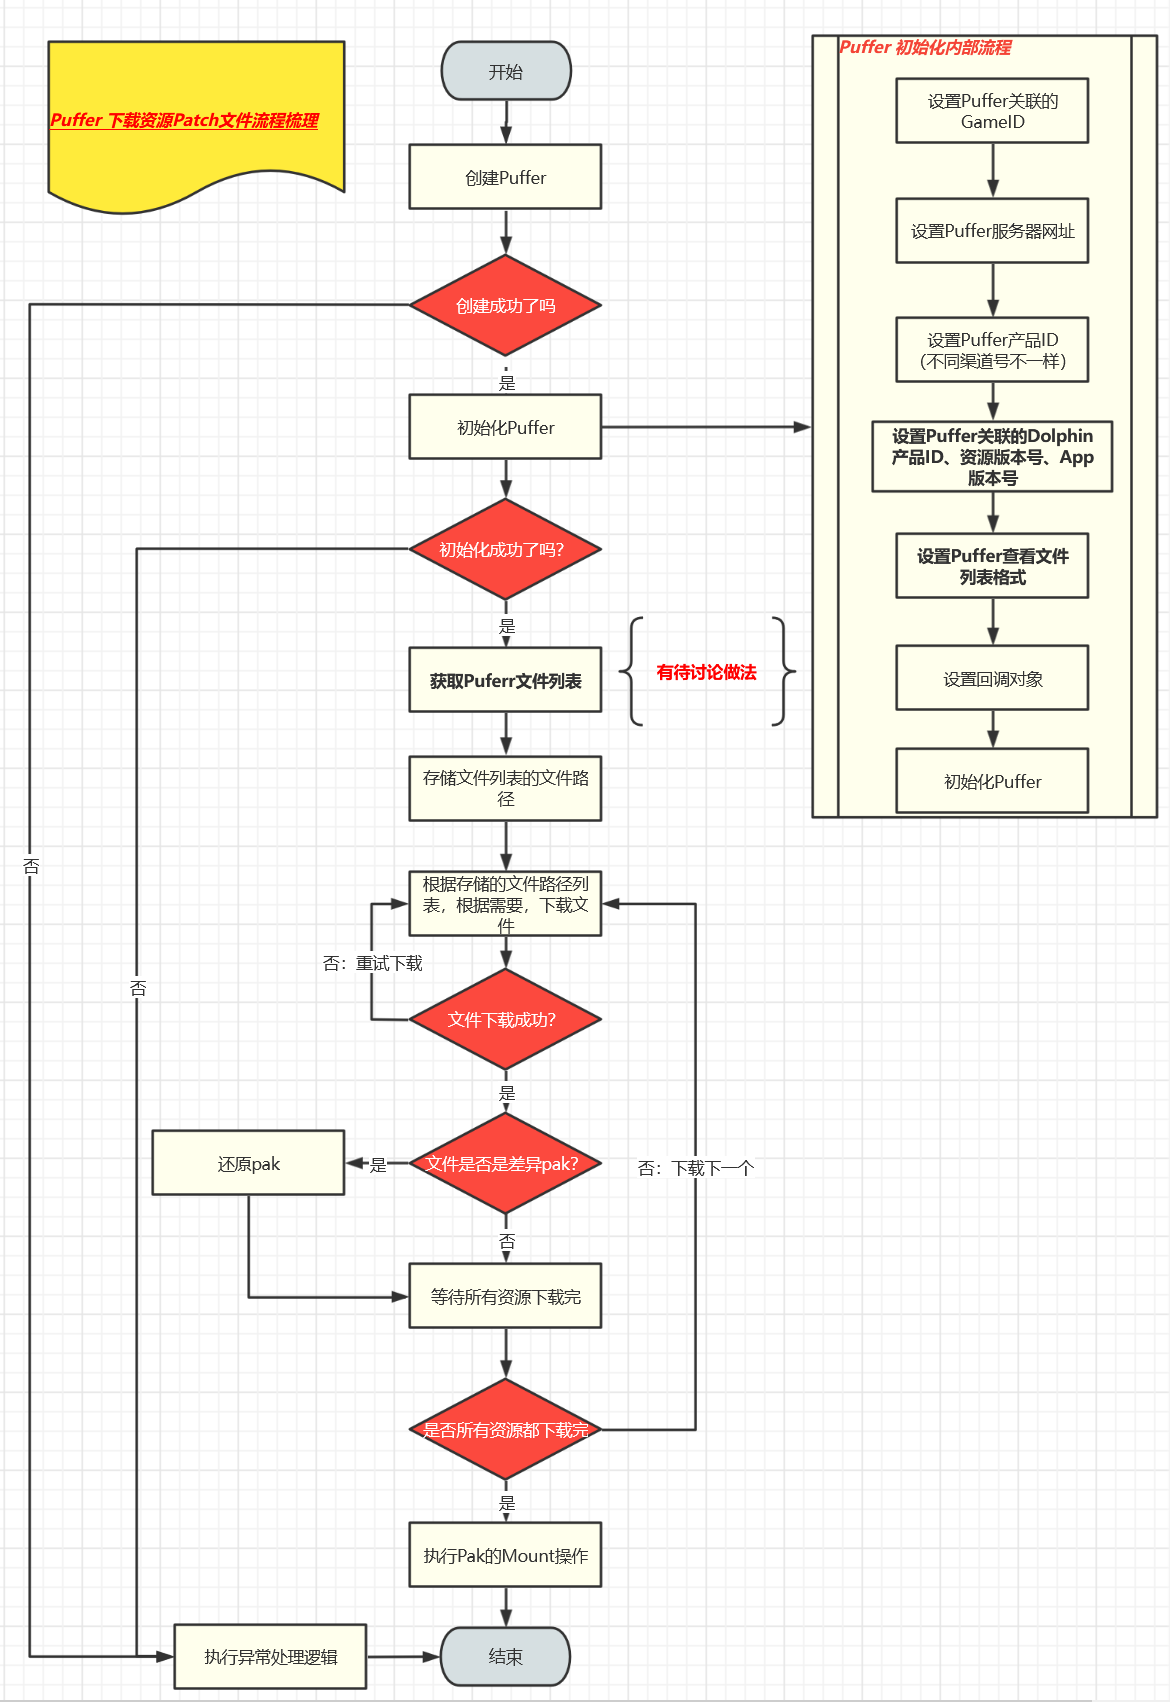 Puffer 下载资源Patch文件流程梳理
开始
创建Puffer
创建成功了吗
是
初始化Puffer
初始化成功了吗?
是
获取Puferr文件列表
有待讨论做法
存储文件列表的文件路
径
根据存储的文件路径列
表，根据需要，下载文
件
否：重试下载
文件下载成功?
是
文件是否是差异pak?
是
还原pak
否
等待所有资源下载完
是否所有资源都下载完
否：下载下一个
是
执行Pak的Mount操作
否
否
执行异常处理逻辑
结束
Puffer 初始化内部流程
设置Puffer关联的
GameID
设置Puffer服务器网址
设置Puffer产品ID
（不同渠道号不一样）
设置Puffer关联的Dolphin
产品ID、资源版本号、App
版本号
设置Puffer查看文件
列表格式
设置回调对象
初始化Puffer